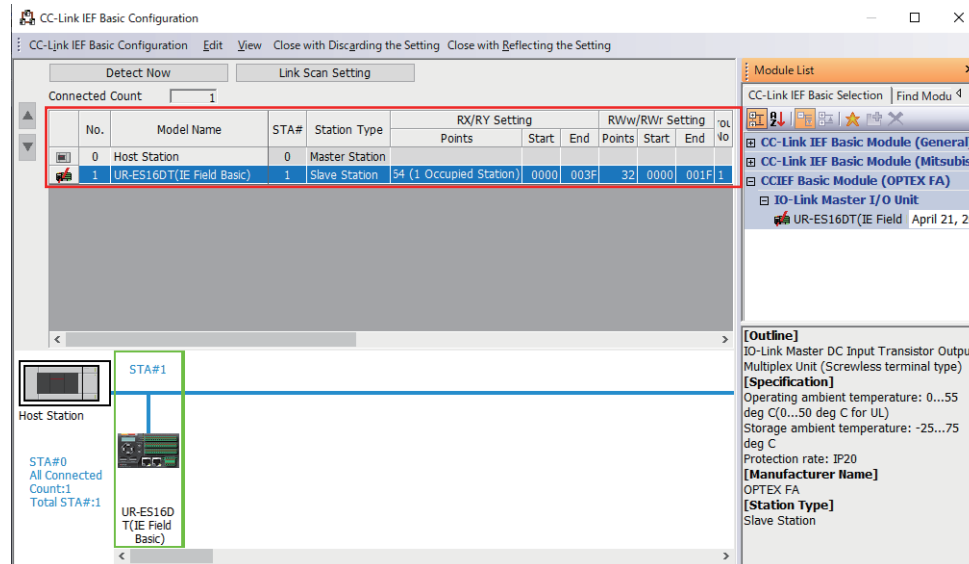 CC-Link IEF Basic Configuration
CC-Link IEF Basic Configuration Edit View Close with Discarding the Setting Close with Reflecting the Setting
Detect Now Link Scan Setting
Connected Count 1
No. Model Name STA# Station Type RX/RY Setting RWw/RWr Setting
Points Start End Points Start End
0 Host Station 0 Master Station
1 UR-ES16DT(IE Field Basic) 1 Slave Station 54 (1 Occupied Station) 0000 003F 32 0000 001F 1
Host Station
STA#0
All Connected
Count:1
Total STA#:1
STA#1
UR-ES16D
T(IE Field
Basic)
Module List
CC-Link IEF Basic Selection Find Modu
CC-Link IEF Basic Module (General)
CC-Link IEF Basic Module (Mitsubis
CCIEF Basic Module (OPTEX FA)
IO-Link Master I/O Unit
UR-ES16DT(IE Field April 21, 2
[Outline]
IO-Link Master DC Input Transistor Outpu
Multiplex Unit (Screwless terminal type)
[Specification]
Operating ambient temperature: 0...55
deg C(0...50 deg C for UL)
Storage ambient temperature: -25...75
deg C
Protection rate: IP20
[Manufacturer Name]
OPTEX FA
[Station Type]
Slave Station